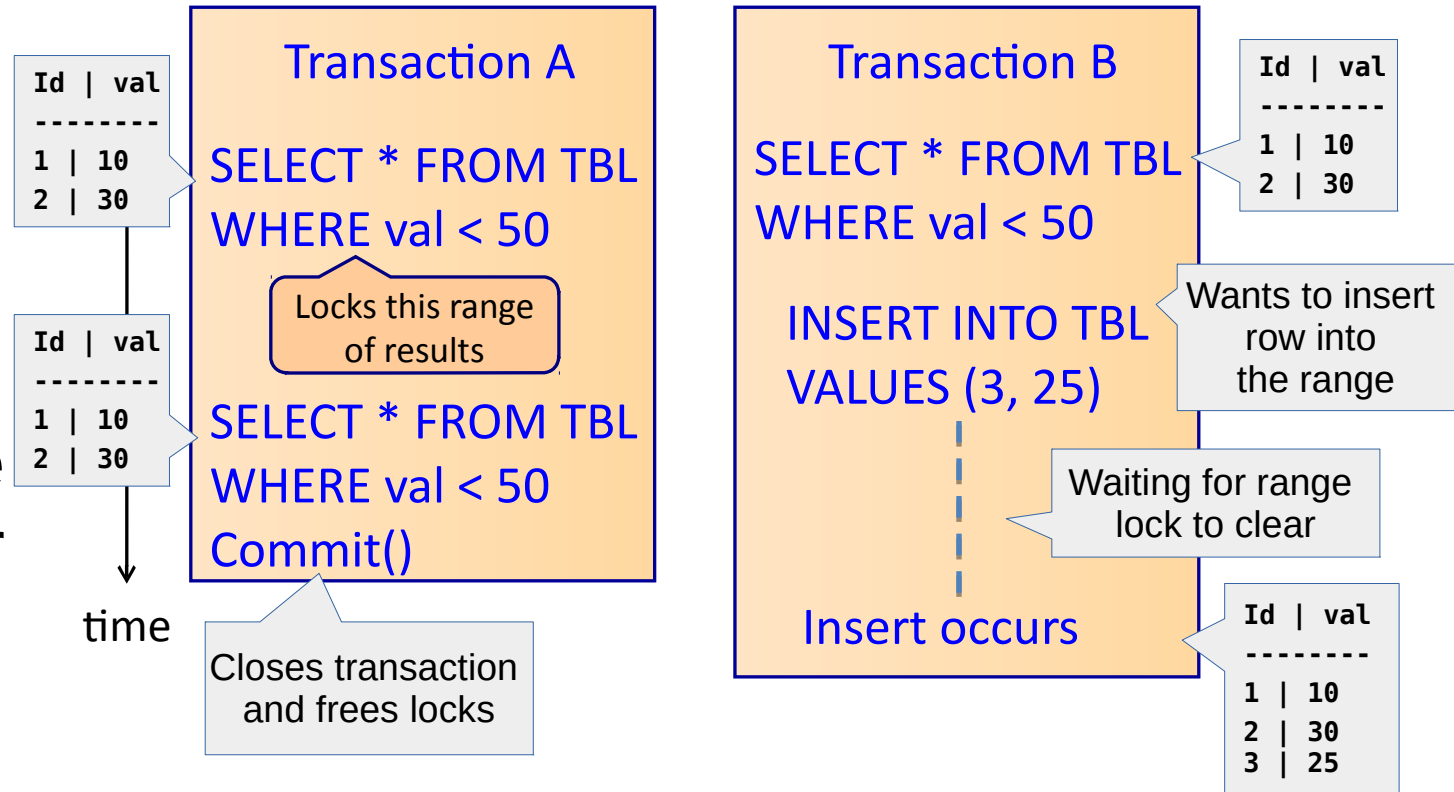 Transaction A
Id | val
--------
1 | 10
2 | 30
SELECT * FROM TBL
WHERE val < 50
Locks this range
of results
Id | val
--------
1 | 10
2 | 30
SELECT * FROM TBL
WHERE val < 50
Commit()
time
Closes transaction
and frees locks
Transaction B
Id | val
--------
1 | 10
2 | 30
SELECT * FROM TBL
WHERE val < 50
INSERT INTO TBL
VALUES (3, 25)
Wants to insert
row into
the range
Waiting for range
lock to clear
Insert occurs
Id | val
--------
1 | 10
2 | 30
3 | 25